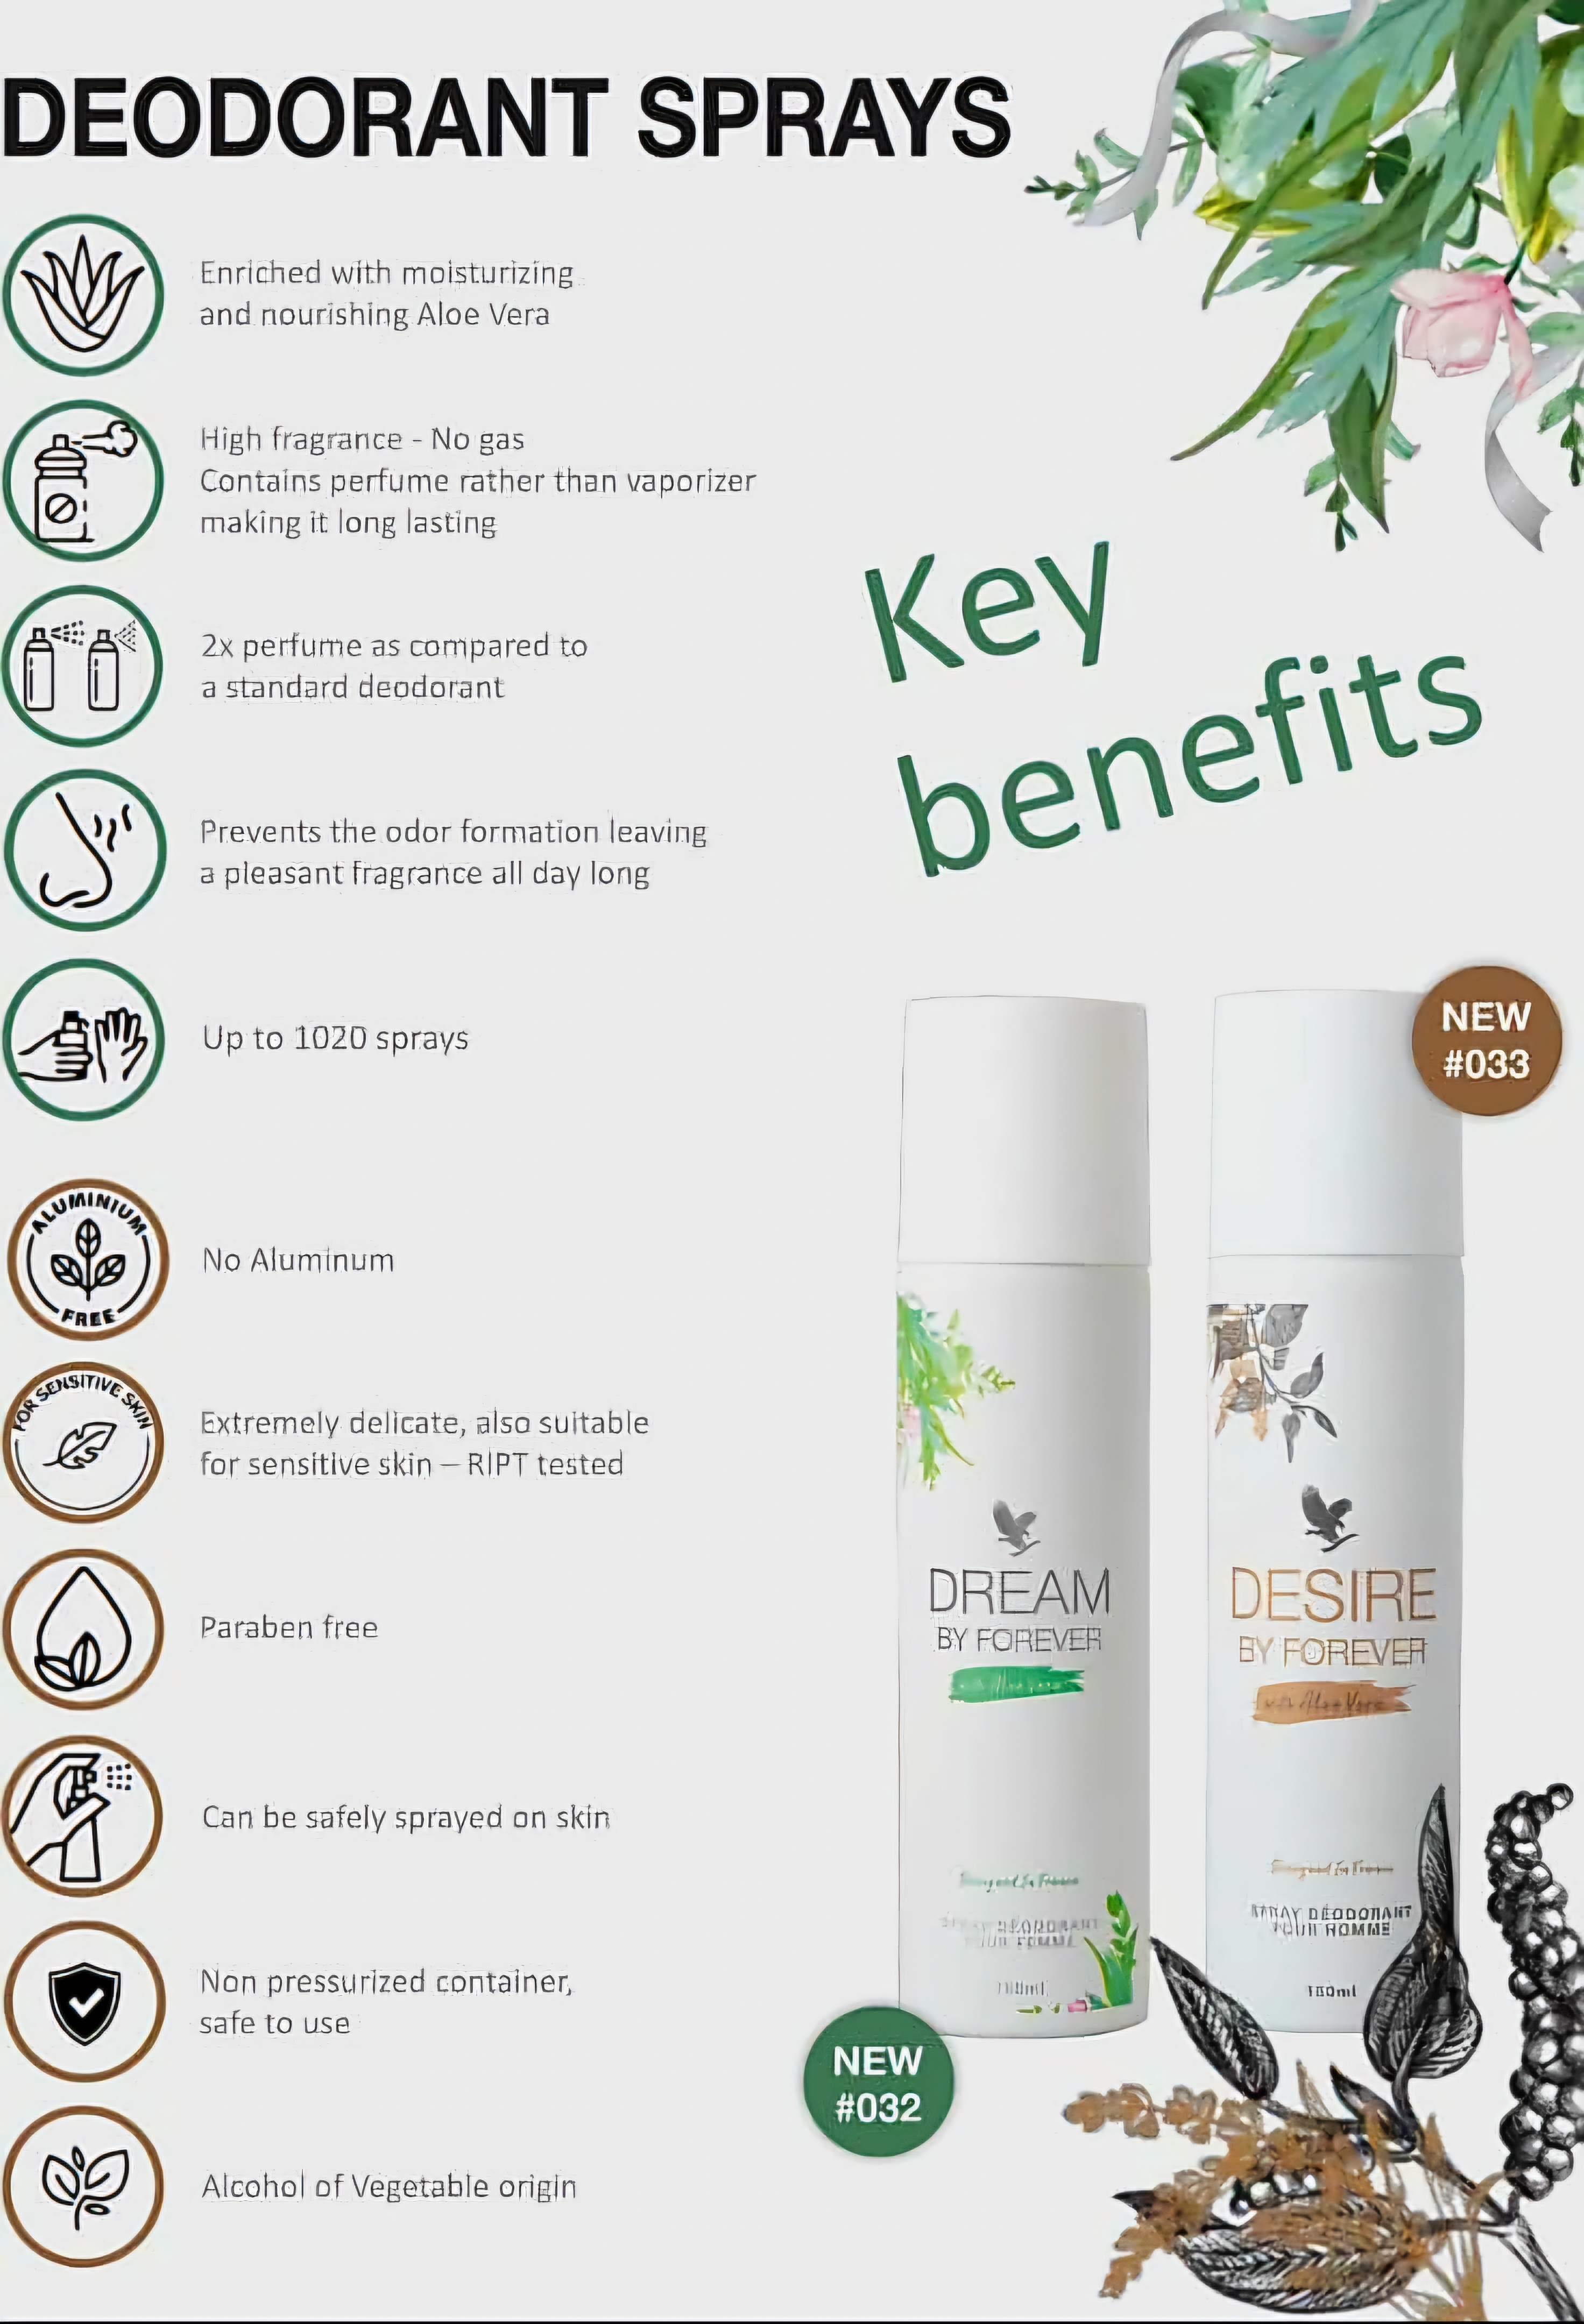 DEODORANT SPRAYS
Enriched with moisturizing
and nourishing Aloe Vera
High fragrance - No gas
Contains perfume rather than vaporizer
making it long lasting
2x perfume as compared to
a standard deodorant
Prevents the odor formation leaving
a pleasant fragrance all day long
Up to 1020 sprays
Key
benefits
ALUMINIUM
FREE
No Aluminum
FOR SENSITIVE SKIN
Extremely delicate, also suitable
for sensitive skin – RIPT tested
Paraben free
Can be safely sprayed on skin
Non pressurized container,
safe to use
Alcohol of Vegetable origin
NEW
#033
DREAM
BY FOREVER
NEW
#032
DESIRE
BY FOREVER
Aloe Vera
SPRAY DÉODORANT
POUR HOMME
150ml